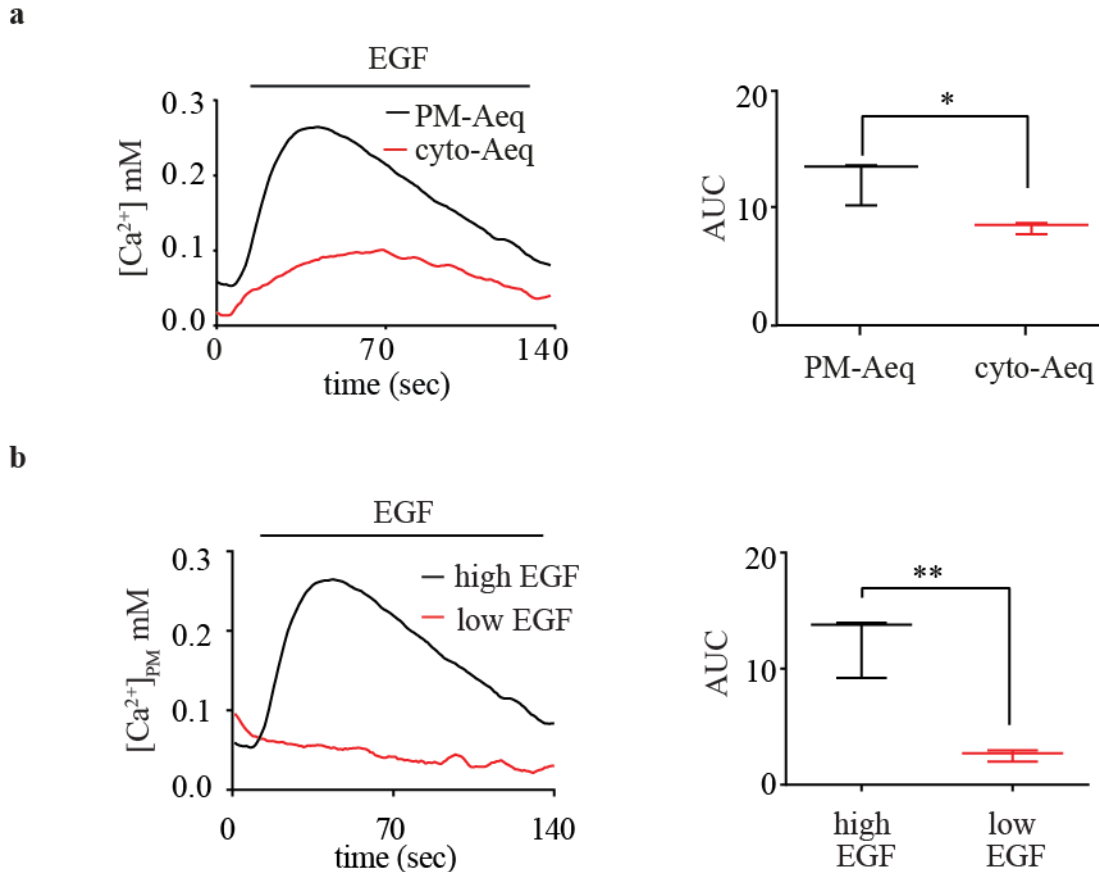 a
EGF
0.3
0.2
0.1
0.0
[Ca²⁺] mM
PM-Aeq
cyto-Aeq
0
70
140
time (sec)
20
10
0
AUC
*
PM-Aeq
cyto-Aeq
b
EGF
0.3
0.2
0.1
0.0
[Ca²⁺]PM mM
high EGF
low EGF
0
70
140
time (sec)
20
10
0
AUC
**
high
EGF
low
EGF